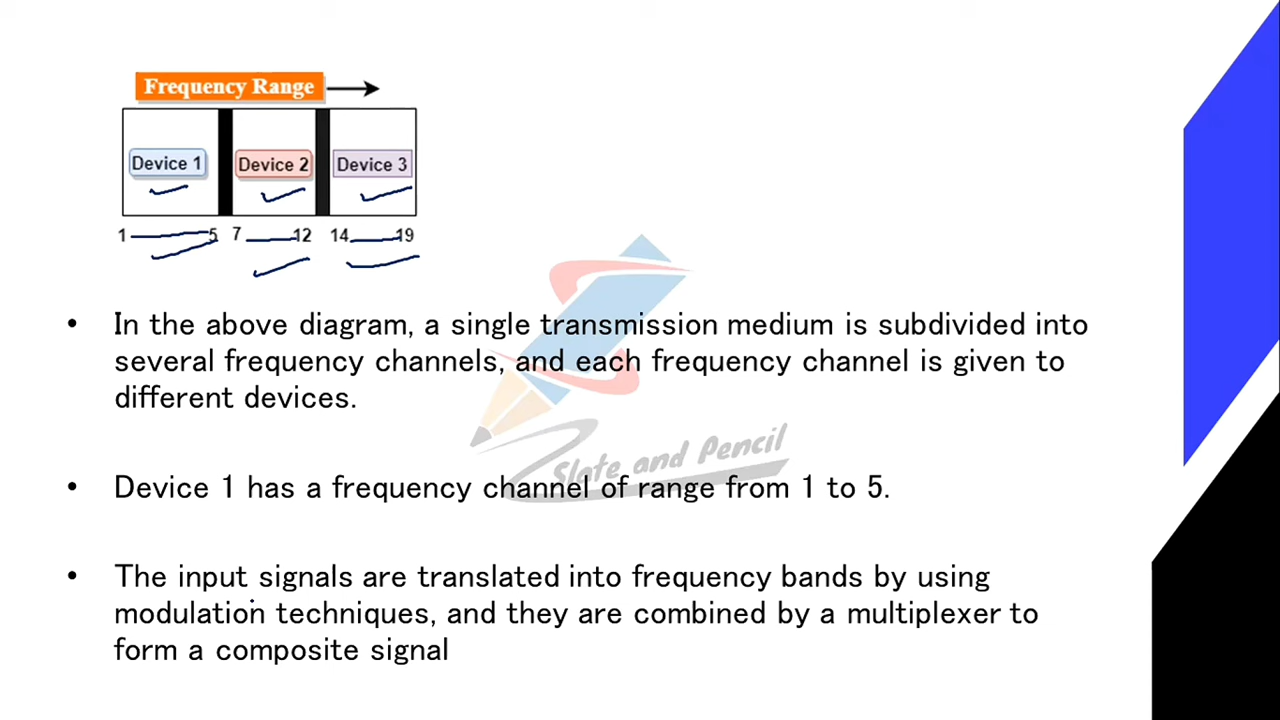 Frequency Range
Device 1 Device 2 Device 3
1 5 7 12 14 19
• In the above diagram, a single transmission medium is subdivided into
several frequency channels, and each frequency channel is given to
different devices.
Slate and Pencil
• Device 1 has a frequency channel of range from 1 to 5.
• The input signals are translated into frequency bands by using
modulation techniques, and they are combined by a multiplexer to
form a composite signal